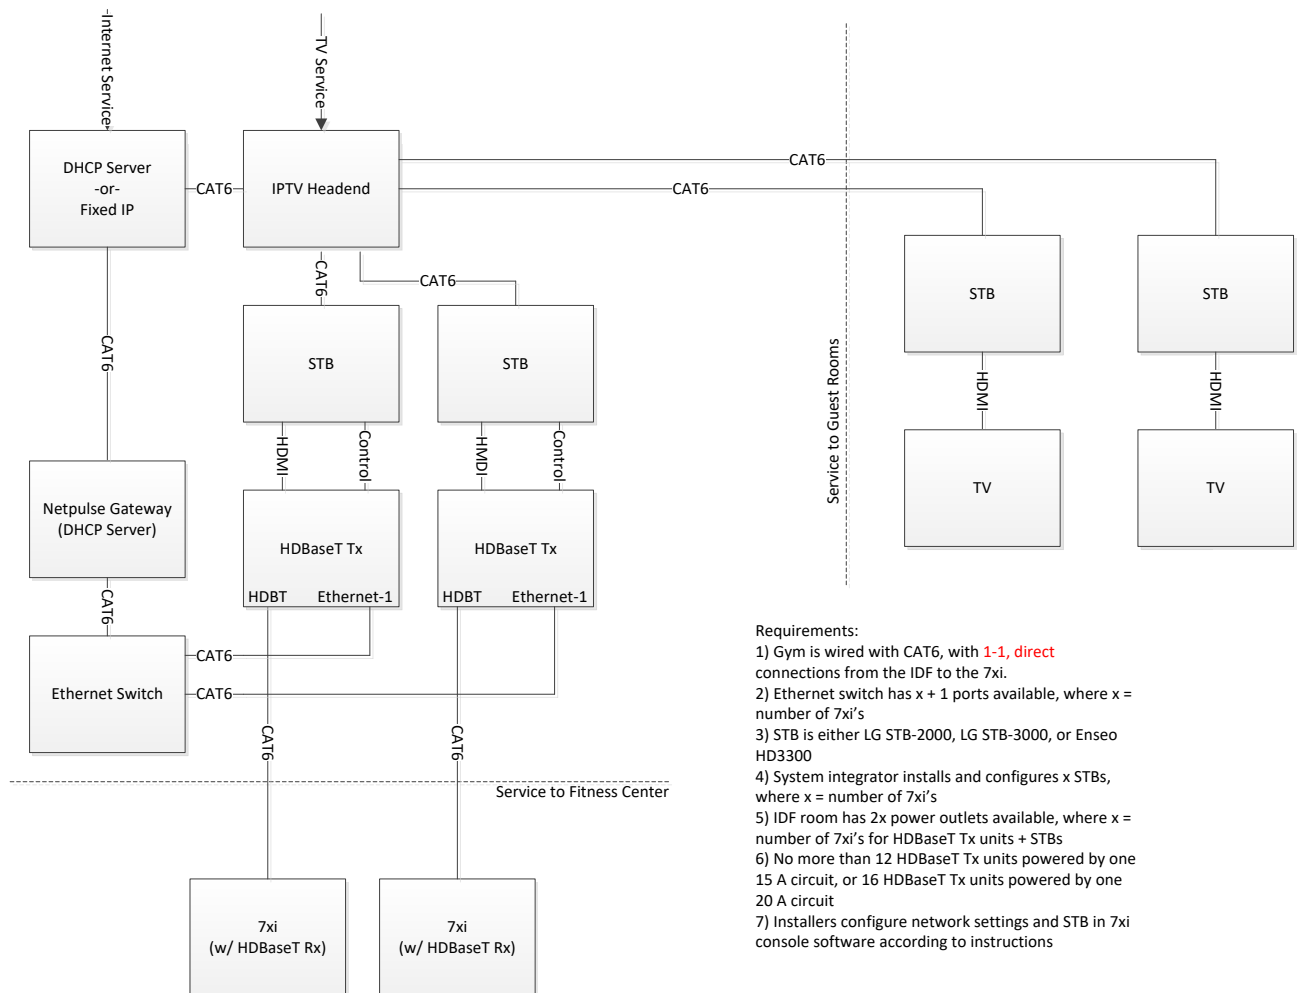 Internet Service
TV Service
DHCP Server
-or-
Fixed IP
CAT6
IPTV Headend
CAT6
CAT6
CAT6
CAT6
CAT6
STB
STB
STB
STB
HDMI
HDMI
TV
TV
Service to Guest Rooms
HDMI
Control
HMDI
Control
Netpulse Gateway
(DHCP Server)
HDBaseT Tx
HDBT
Ethernet-1
HDBaseT Tx
HDBT
Ethernet-1
CAT6
Ethernet Switch
CAT6
CAT6
CAT6
CAT6
Service to Fitness Center
7xi
(w/ HDBaseT Rx)
7xi
(w/ HDBaseT Rx)
Requirements:
1) Gym is wired with CAT6, with 1-1, direct
connections from the IDF to the 7xi.
2) Ethernet switch has x + 1 ports available, where x =
number of 7xi’s
3) STB is either LG STB-2000, LG STB-3000, or Enseo
HD3300
4) System integrator installs and configures x STBs,
where x = number of 7xi’s
5) IDF room has 2x power outlets available, where x =
number of 7xi’s for HDBaseT Tx units + STBs
6) No more than 12 HDBaseT Tx units powered by one
15 A circuit, or 16 HDBaseT Tx units powered by one
20 A circuit
7) Installers configure network settings and STB in 7xi
console software according to instructions